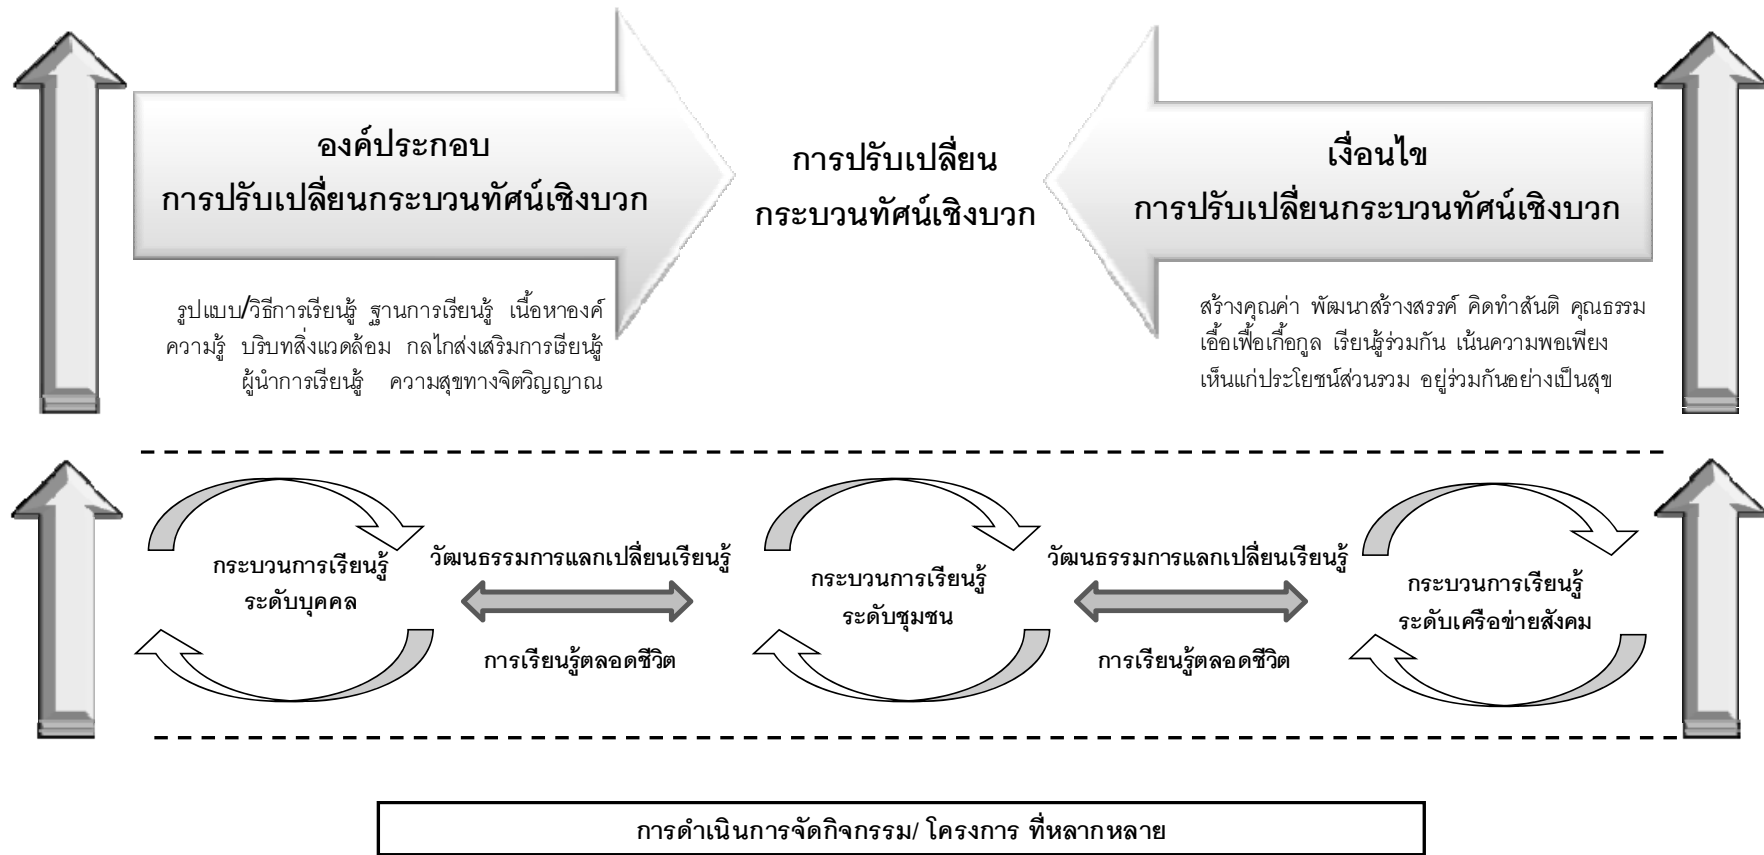 องค์ประกอบ
การปรับเปลี่ยนกระบวนทัศน์เชิงบวก
การปรับเปลี่ยน
กระบวนทัศน์เชิงบวก
เงื่อนไข
การปรับเปลี่ยนกระบวนทัศน์เชิงบวก
รูปแบบ/วิธีการเรียนรู้ ฐานการเรียนรู้ เนื้อหาองค์
ความรู้ บริบทสิ่งแวดล้อม กลไกส่งเสริมการเรียนรู้
ผู้นำการเรียนรู้ ความสุขทางจิตวิญญาณ
สร้างคุณค่า พัฒนาสร้างสรรค์ คิดทำสันติ คุณธรรม
เอื้อเฟื้อเกื้อกูล เรียนรู้ร่วมกัน เน้นความพอเพียง
เห็นแก่ประโยชน์ส่วนรวม อยู่ร่วมกันอย่างเป็นสุข
กระบวนการเรียนรู้
ระดับบุคคล
วัฒนธรรมการแลกเปลี่ยนเรียนรู้
การเรียนรู้ตลอดชีวิต
กระบวนการเรียนรู้
ระดับชุมชน
วัฒนธรรมการแลกเปลี่ยนเรียนรู้
การเรียนรู้ตลอดชีวิต
กระบวนการเรียนรู้
ระดับเครือข่ายสังคม
การดำเนินการจัดกิจกรรม/ โครงการ ที่หลากหลาย